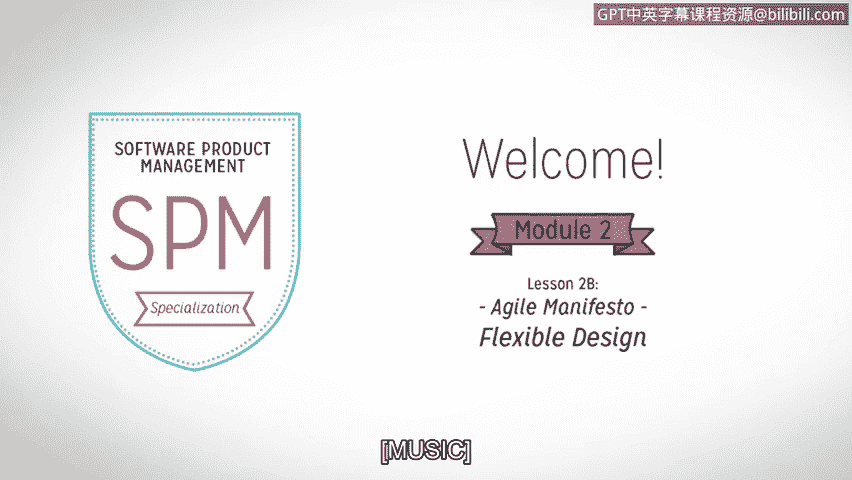 GPT中英字幕课程资源@bilibili.com
SOFTWARE PRODUCT
MANAGEMENT
SPM
Specialization
Welcome!
Module 2
Lesson 2B:
- Agile Manifesto -
Flexible Design
[MUSIC]